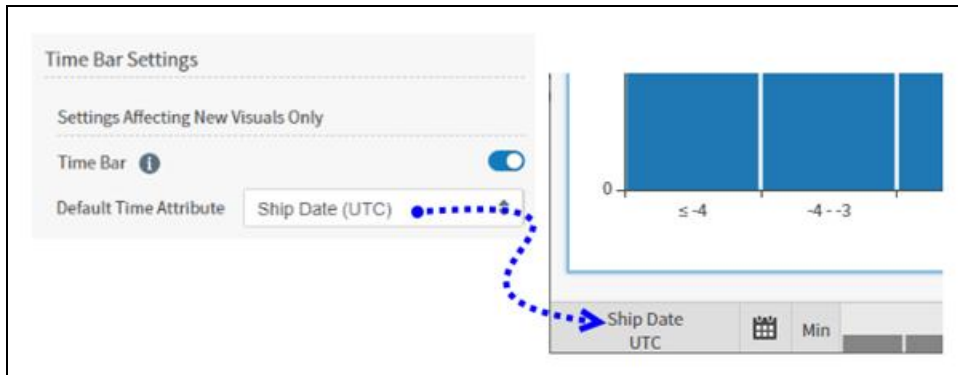 Time Bar Settings
Settings Affecting New Visuals Only
Time Bar
Default Time Attribute Ship Date (UTC)
0
≤ -4 -4 - -3
Ship Date
UTC
Min